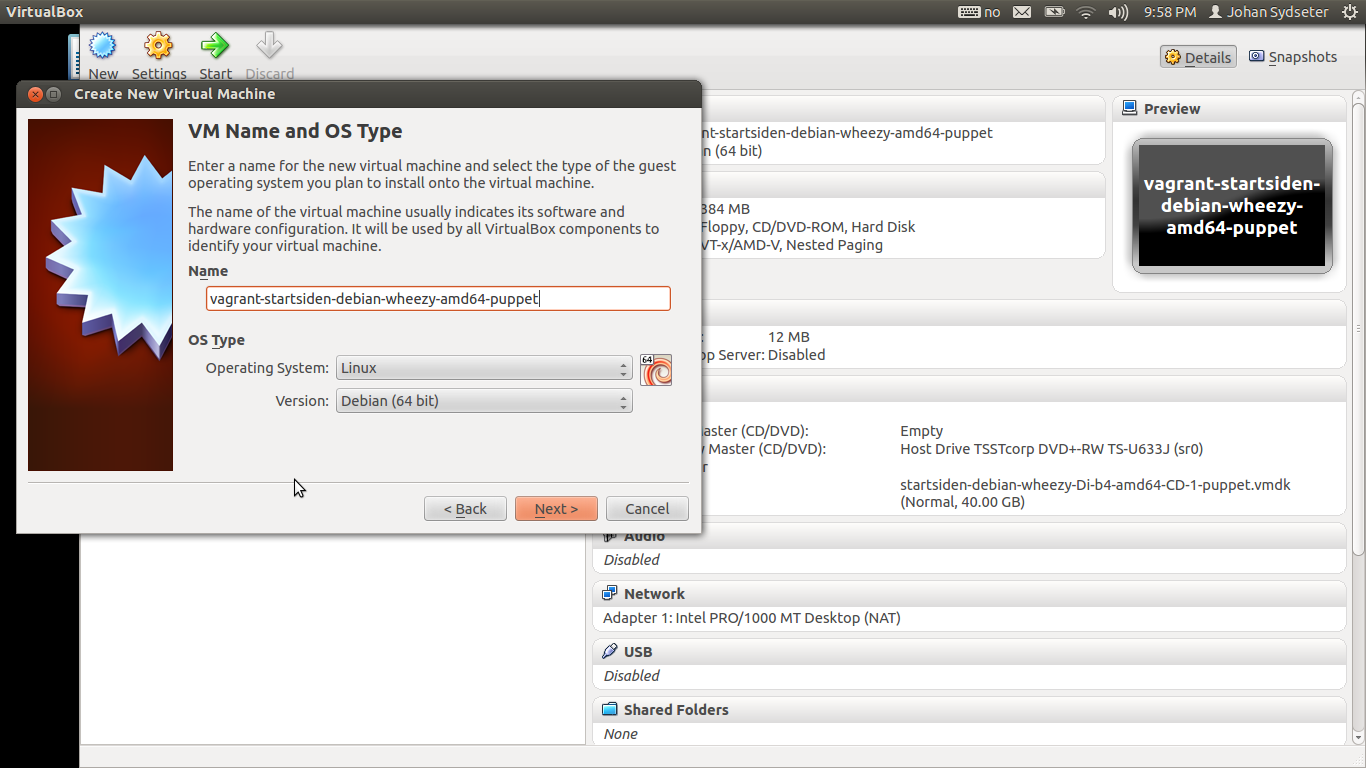 VirtualBox
no
9:58 PM
Johan Sydseter
New
Settings
Start
Discard
Details
Snapshots
Create New Virtual Machine
VM Name and OS Type
Enter a name for the new virtual machine and select the type of the guest
operating system you plan to install onto the virtual machine.
The name of the virtual machine usually indicates its software and
hardware configuration. It will be used by all VirtualBox components to
identify your virtual machine.
Name
vagrant-startsiden-debian-wheezy-amd64-puppet
OS Type
Operating System:
Linux
64
Version:
Debian (64 bit)
< Back
Next >
Cancel
nt-startsiden-debian-wheezy-amd64-puppet
n (64 bit)
384 MB
Floppy, CD/DVD-ROM, Hard Disk
VT-x/AMD-V, Nested Paging
Preview
vagrant-startsiden-
debian-wheezy-
amd64-puppet
: 12 MB
op Server: Disabled
aster (CD/DVD): Empty
Master (CD/DVD): Host Drive TSSTcorp DVD+-RW TS-U633J (sr0)
r
startsiden-debian-wheezy-Di-b4-amd64-CD-1-puppet.vmdk
(Normal, 40.00 GB)
Audio
Disabled
Network
Adapter 1: Intel PRO/1000 MT Desktop (NAT)
USB
Disabled
Shared Folders
None